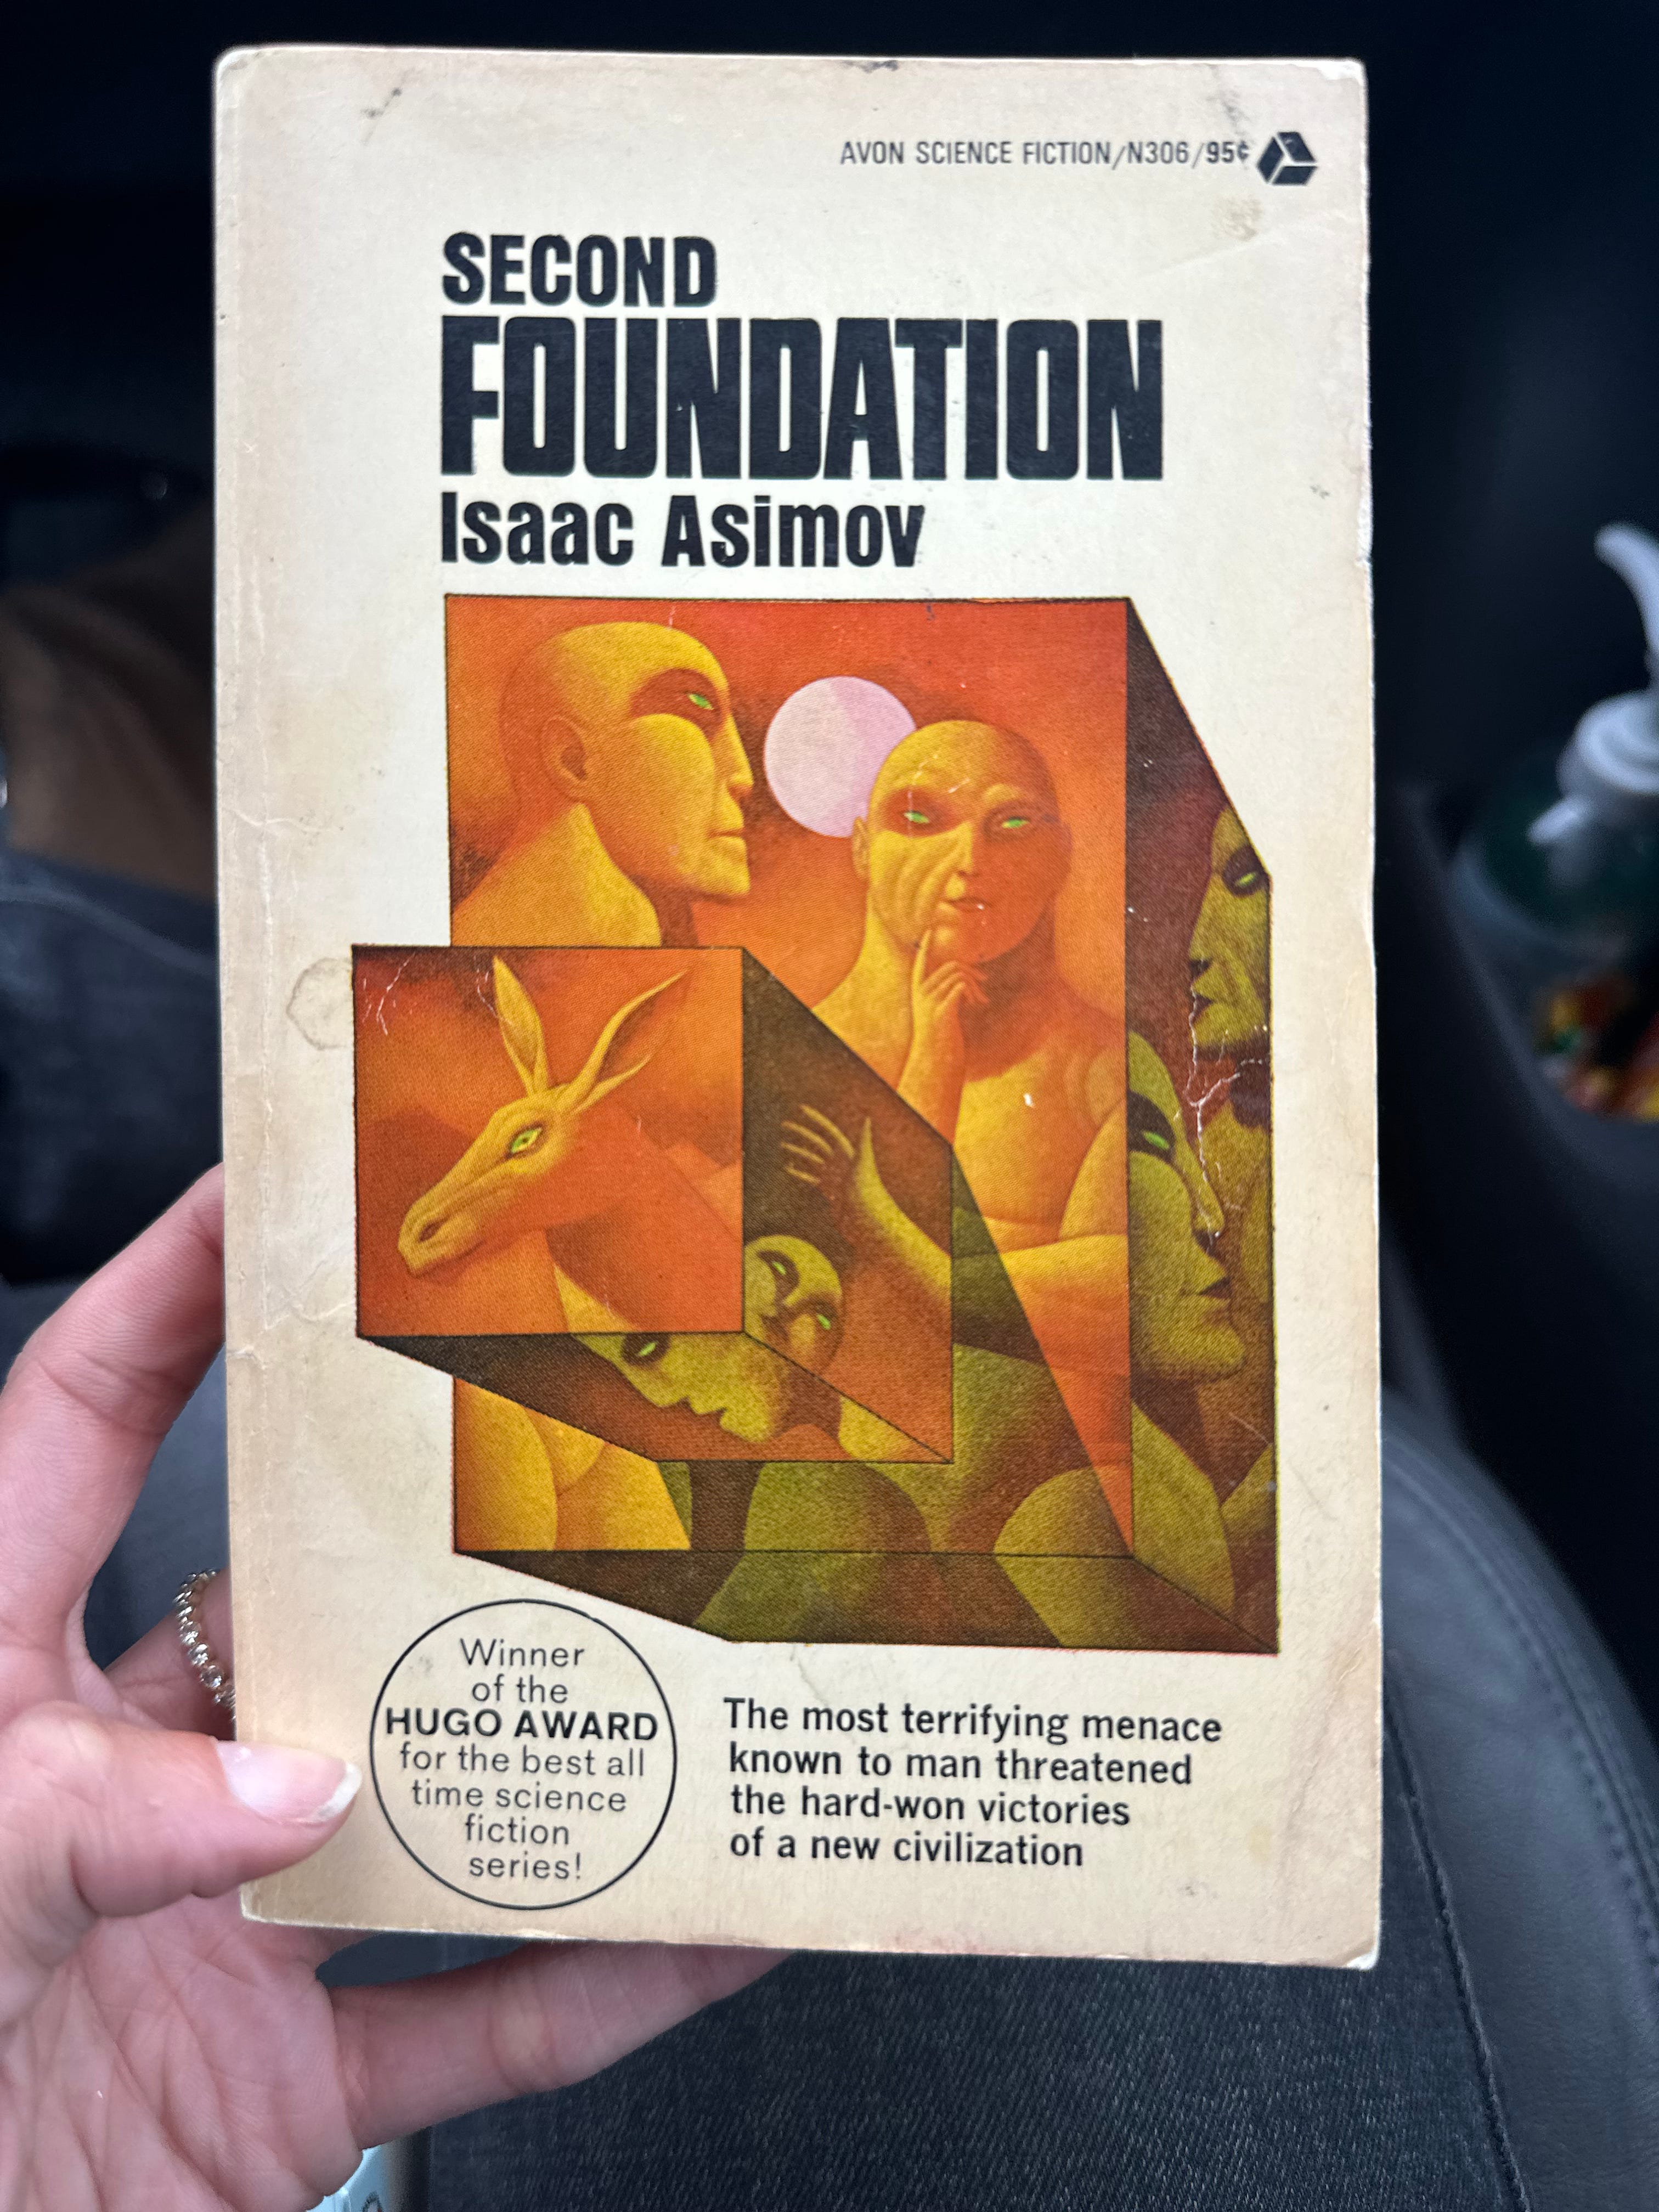 AVON SCIENCE FICTION/N306/95¢
SECOND
FOUNDATION
Isaac Asimov
Winner
of the
HUGO AWARD
for the best all
time science
fiction
series!
The most terrifying menace
known to man threatened
the hard-won victories
of a new civilization